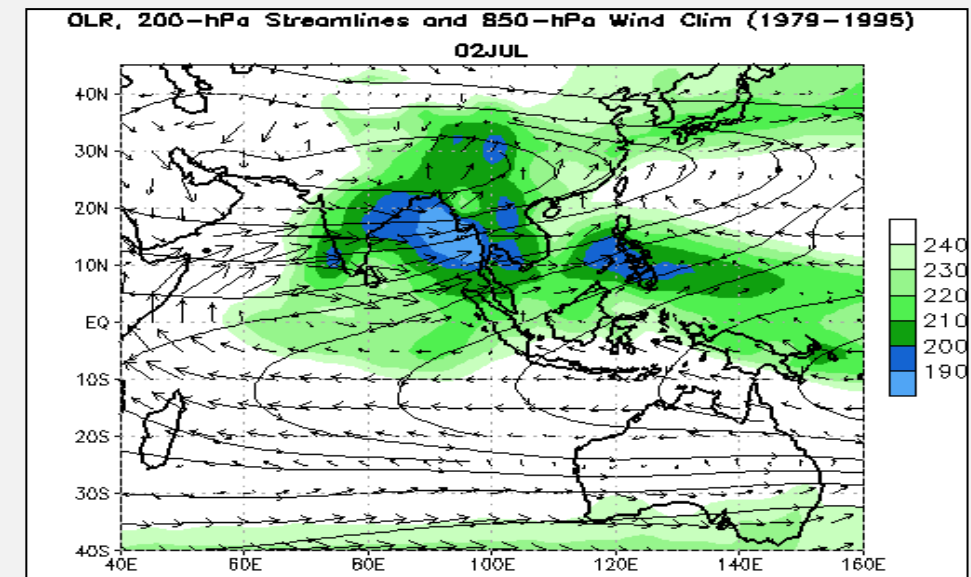 OLR, 200-hPa Streamlines and 850-hPa Wind Clim (1979-1995)
02JUL
40N
30N
20N
10N
EQ
10S
20S
30S
40S
40E 60E 80E 100E 120E 140E 160E
240
230
220
210
200
190